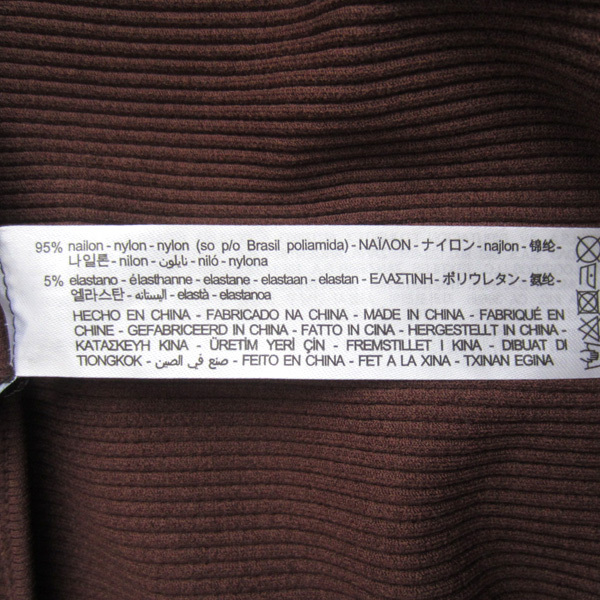 95% nailon - nylon - nylon (so p/o Brasil poliamida) - NAÏΛON - ナイロン - najlon - 锦纶 -
나일론 - nilon - نايلون - niló - nylona
5% elastano - élasthanne - elastane - elastaan - elastan - ΕΛΑΣΤΙΝΗ - ポリウレタン - 氨纶 -
엘라스탄 - اليستانه - elastà - elastanoa
HECHO EN CHINA - FABRICADO NA CHINA - MADE IN CHINA - FABRIQUÉ EN
CHINE - GEFABRICEERD IN CHINA - FATTO IN CINA - HERGESTELLT IN CHINA -
ΚΑΤΑΣΚΕΥΗ ΚΙΝΑ - ÜRETİM YERİ ÇİN - FREMSTILLET I KINA - DIBUAT DI
TIONGKOK - صنع في الصين - FEITO EN CHINA - FET A LA XINA - TXINAN EGINA